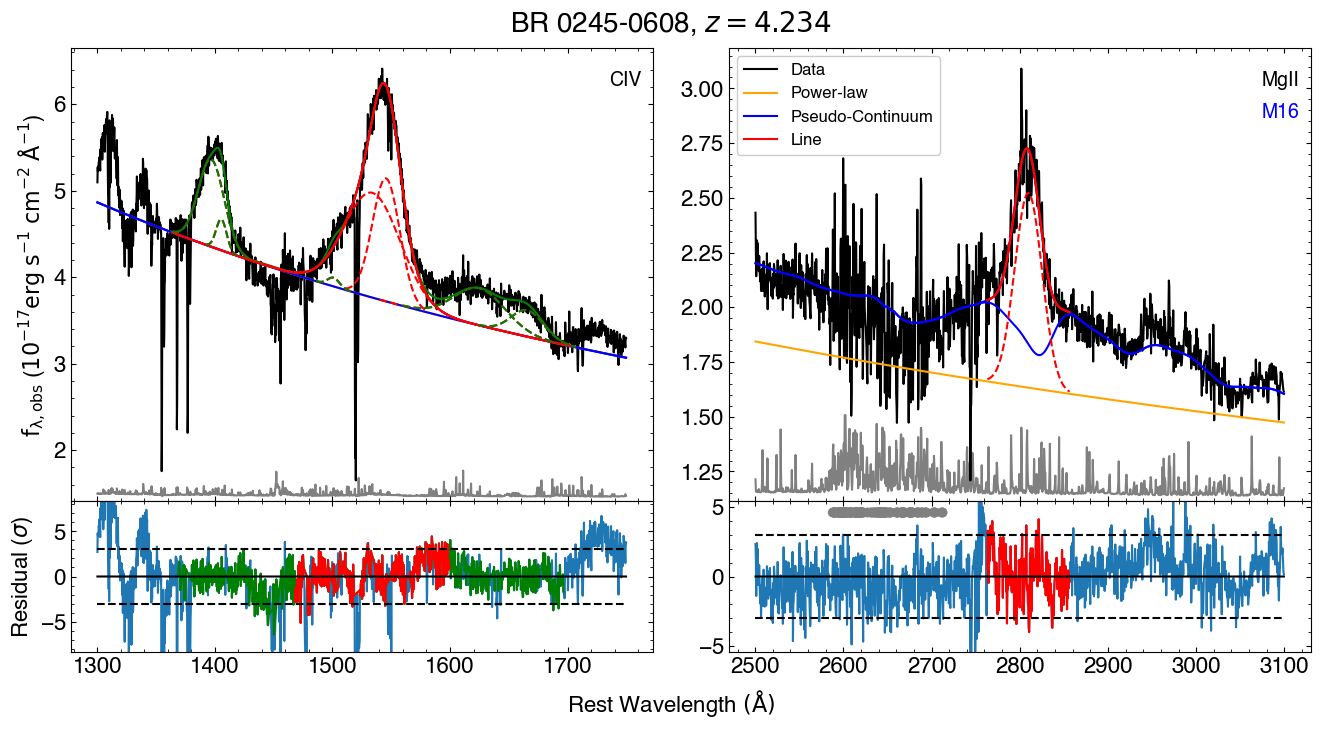 BR 0245-0608, z = 4.234
f_λ,obs (10⁻¹⁷erg s⁻¹ cm⁻² Å⁻¹)
6
5
4
3
2
CIV
3.00
2.75
2.50
2.25
2.00
1.75
1.50
1.25
Data
Power-law
Pseudo-Continuum
Line
MgII
M16
Residual (σ)
5
0
−5
1300 1400 1500 1600 1700
5
0
−5
2500 2600 2700 2800 2900 3000 3100
Rest Wavelength (Å)